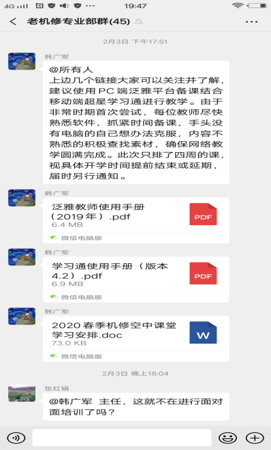 4G
19:47
老机修专业部群(45)
2月3日 下午17:51
韩广军
@所有人
上边几个链接大家可以关注并了解,
建议使用 PC 端泛雅平台备课结合
移动端超星学习通进行教学。由于
非常时期首次尝试，每位教师尽快
熟悉软件，抓紧时间备课，手头没
有电脑的自己想办法克服，内容不
熟悉的积极查找素材，确保网络教
学圆满完成。此次只排了四周的课,
视具体开学时间提前结束或延期，
届时另行通知。
韩广军
泛雅教师使用手册
（2019年）.pdf
6.4 MB
PDF
微信电脑版
韩广军
学习通使用手册（版本
4.2）.pdf
6.9 MB
PDF
微信电脑版
韩广军
2020春季机修空中课堂
学习安排.doc
73.0 KB
W
微信电脑版
2月3日 晚上18:04
张红娟
@韩广军 主任，这就不在进行面对
面培训了吗?